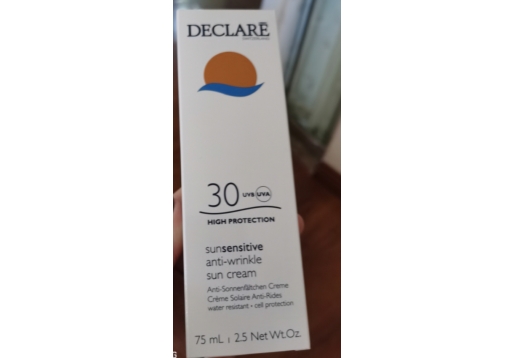 DECLARÉ
30 UVB UVA
HIGH PROTECTION
sunsensitive
anti-wrinkle
sun cream
Anti-Sonnenfältchen Creme
Crème Solaire Anti-Rides
water resistant • cell protection
75 mL | 2.5 Net Wt.Oz.